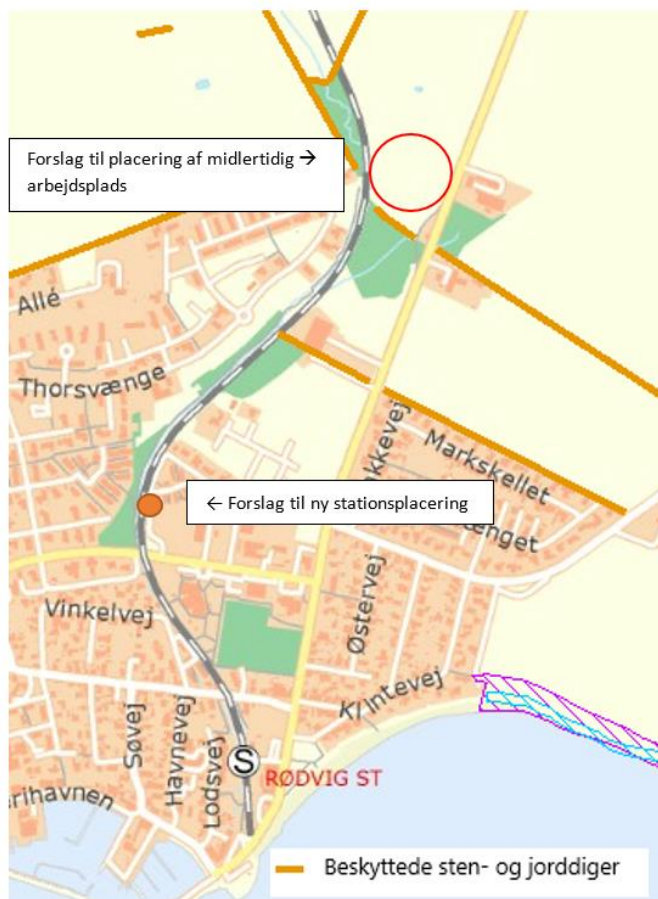 Forslag til placering af midlertidig →
arbejdsplads
Allé
Thorsvænge
Markskellet
← Forslag til ny stationsplacering
Vinkelvej
Østervej
Klintevej
Søvej
Havnevej
Lodsvej
S
RØDVIG ST
Beskyttede sten- og jorddiger